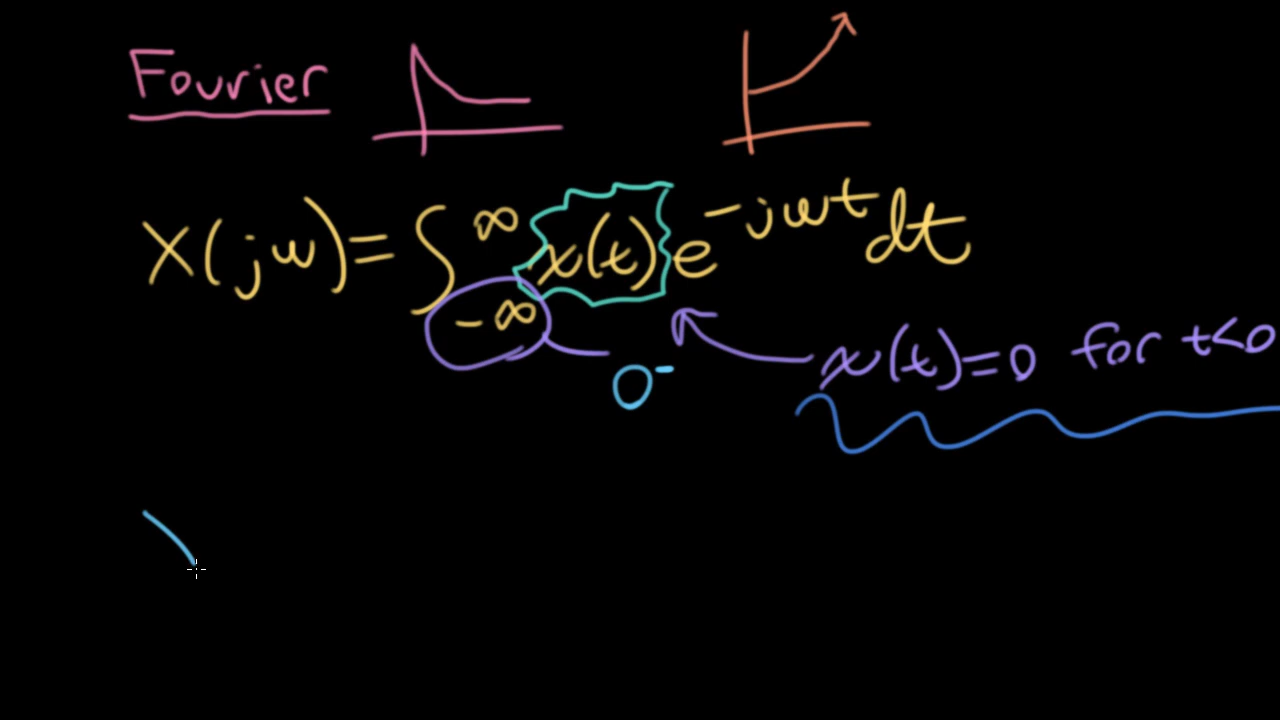 Fourier
X(jω)=∫_{-∞}^{∞} x(t)e^{-jωt}dt
x(t)=0 for t<0
0⁻